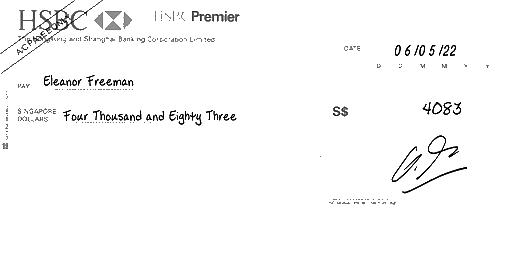 HSBC HSBC Premier
The Hongkong and Shanghai Banking Corporation Limited
A/C PAYEE ONLY
DATE 06/05/22
D D M M Y Y
PAY Eleanor Freeman
SINGAPORE DOLLARS Four Thousand and Eighty Three
S$ 4083